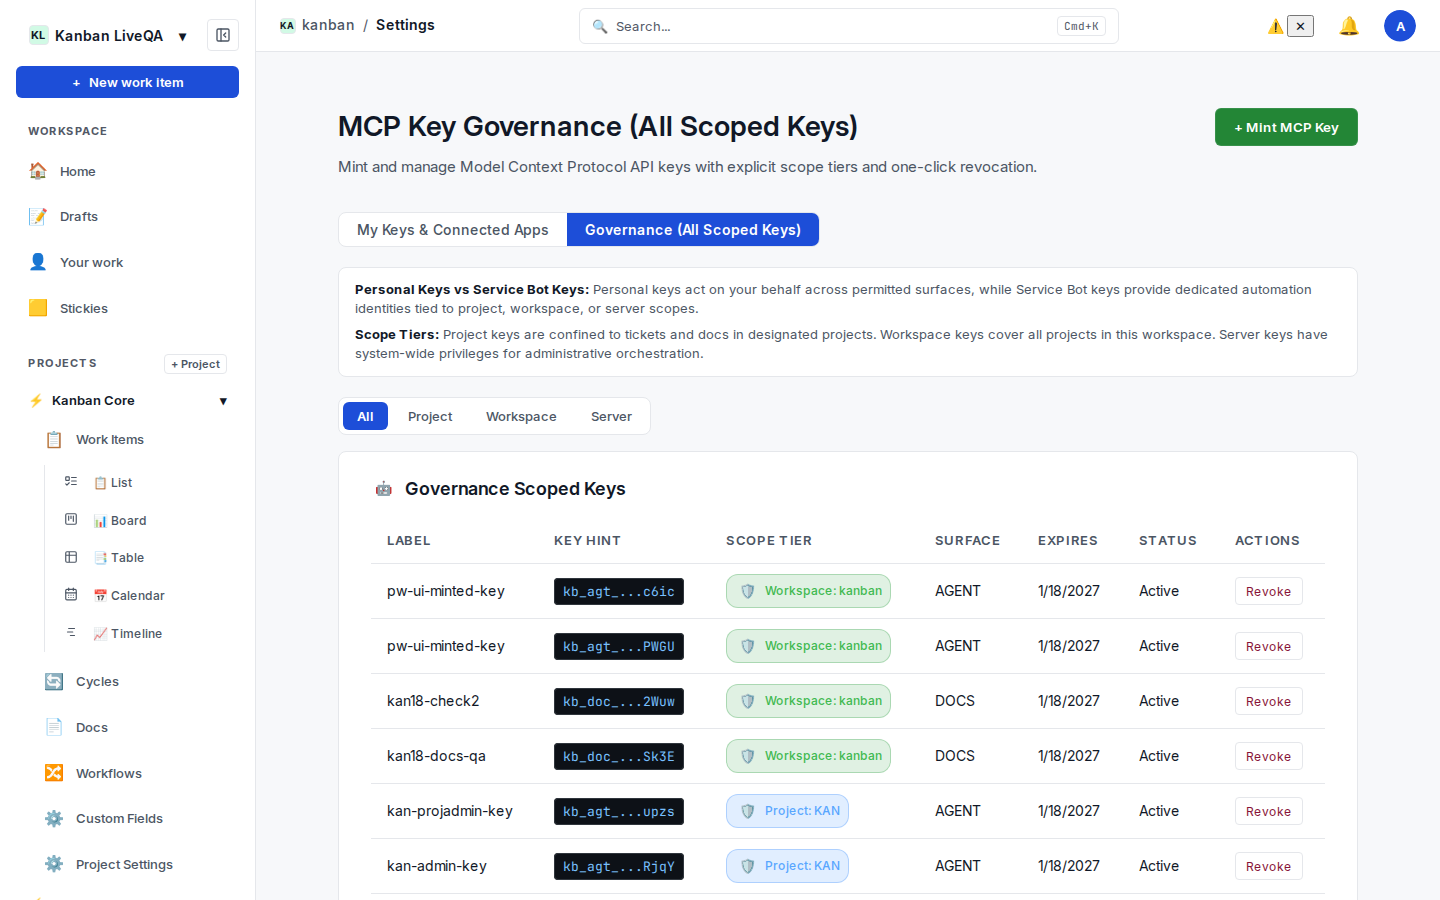 KL Kanban LiveQA ▾
+ New work item
WORKSPACE
Home
Drafts
Your work
Stickies
PROJECTS
+ Project
Kanban Core ▾
Work Items
List
Board
Table
Calendar
Timeline
Cycles
Docs
Workflows
Custom Fields
Project Settings
KA kanban / Settings
Search...
Cmd+K
✕
A
MCP Key Governance (All Scoped Keys)
+ Mint MCP Key
Mint and manage Model Context Protocol API keys with explicit scope tiers and one-click revocation.
My Keys & Connected Apps
Governance (All Scoped Keys)
Personal Keys vs Service Bot Keys: Personal keys act on your behalf across permitted surfaces, while Service Bot keys provide dedicated automation
identities tied to project, workspace, or server scopes.
Scope Tiers: Project keys are confined to tickets and docs in designated projects. Workspace keys cover all projects in this workspace. Server keys have
system-wide privileges for administrative orchestration.
All Project Workspace Server
Governance Scoped Keys
LABEL KEY HINT SCOPE TIER SURFACE EXPIRES STATUS ACTIONS
pw-ui-minted-key kb_agt_...c6ic Workspace: kanban AGENT 1/18/2027 Active Revoke
pw-ui-minted-key kb_agt_...PWGU Workspace: kanban AGENT 1/18/2027 Active Revoke
kan18-check2 kb_doc_...2Wuw Workspace: kanban DOCS 1/18/2027 Active Revoke
kan18-docs-qa kb_doc_...Sk3E Workspace: kanban DOCS 1/18/2027 Active Revoke
kan-projadmin-key kb_agt_...upzs Project: KAN AGENT 1/18/2027 Active Revoke
kan-admin-key kb_agt_...RjqY Project: KAN AGENT 1/18/2027 Active Revoke